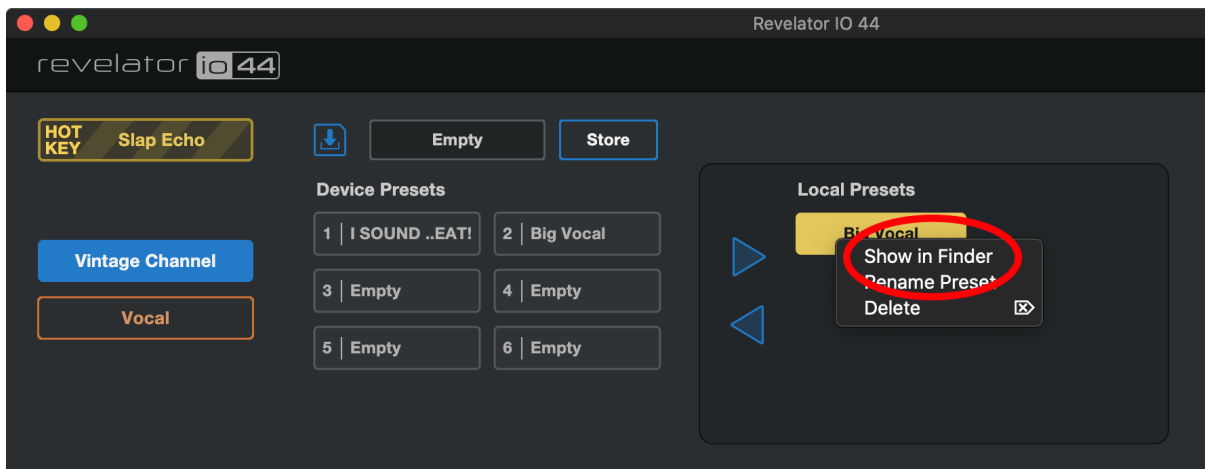 Revelator IO 44
revelator io 44
HOT KEY Slap Echo
Empty
Store
Device Presets
Local Presets
1 I SOUND ..EAT!
2 Big Vocal
Big Vocal
Vintage Channel
Show in Finder
Rename Preset
Delete
3 Empty
4 Empty
Vocal
5 Empty
6 Empty